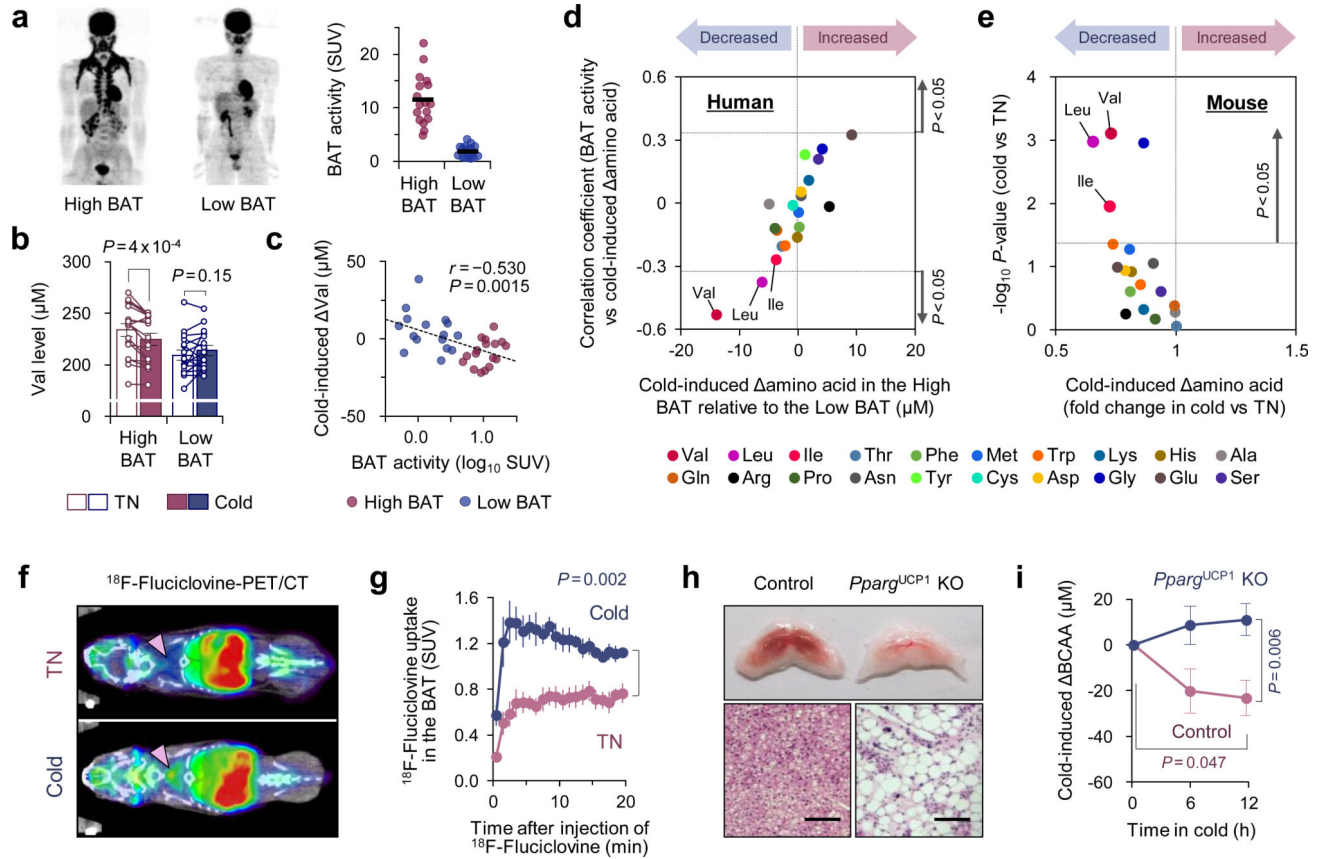 a
High BAT
Low BAT
BAT activity (SUV)
20
10
0
High
BAT
Low
BAT
b
P=4 x 10-4
P=0.15
Val level (μM)
300
250
200
0
High
BAT
Low
BAT
TN
Cold
c
Cold-induced ΔVal (μM)
50
0
-50
r=−0.530
P=0.0015
0.0
1.0
BAT activity (log10 SUV)
High BAT
Low BAT
d
Decreased
Increased
Correlation coefficient (BAT activity
vs cold-induced Δamino acid)
0.6
0.3
0
-0.3
-0.6
Human
P<0.05
P<0.05
Val
Leu
Ile
-20
-10
0
10
20
Cold-induced Δamino acid in the High
BAT relative to the Low BAT (μM)
e
Decreased
Increased
-log10 P-value (cold vs TN)
4
3
2
1
0
Mouse
Leu
Val
Ile
P<0.05
0.5
1.0
1.5
Cold-induced Δamino acid
(fold change in cold vs TN)
Val
Leu
Ile
Thr
Phe
Met
Trp
Lys
His
Ala
Gln
Arg
Pro
Asn
Tyr
Cys
Asp
Gly
Glu
Ser
f
18F-Fluciclovine-PET/CT
TN
Cold
g
P=0.002
18F-Fluciclovine uptake
in the BAT (SUV)
1.6
1.2
0.8
0.4
0.0
Cold
TN
0
10
20
Time after injection of
18F-Fluciclovine (min)
h
Control
PpargUCP1 KO
i
PpargUCP1 KO
Cold-induced ΔBCAA (μM)
20
0
-20
-40
-60
P=0.006
Control
P=0.047
0
6
12
Time in cold (h)